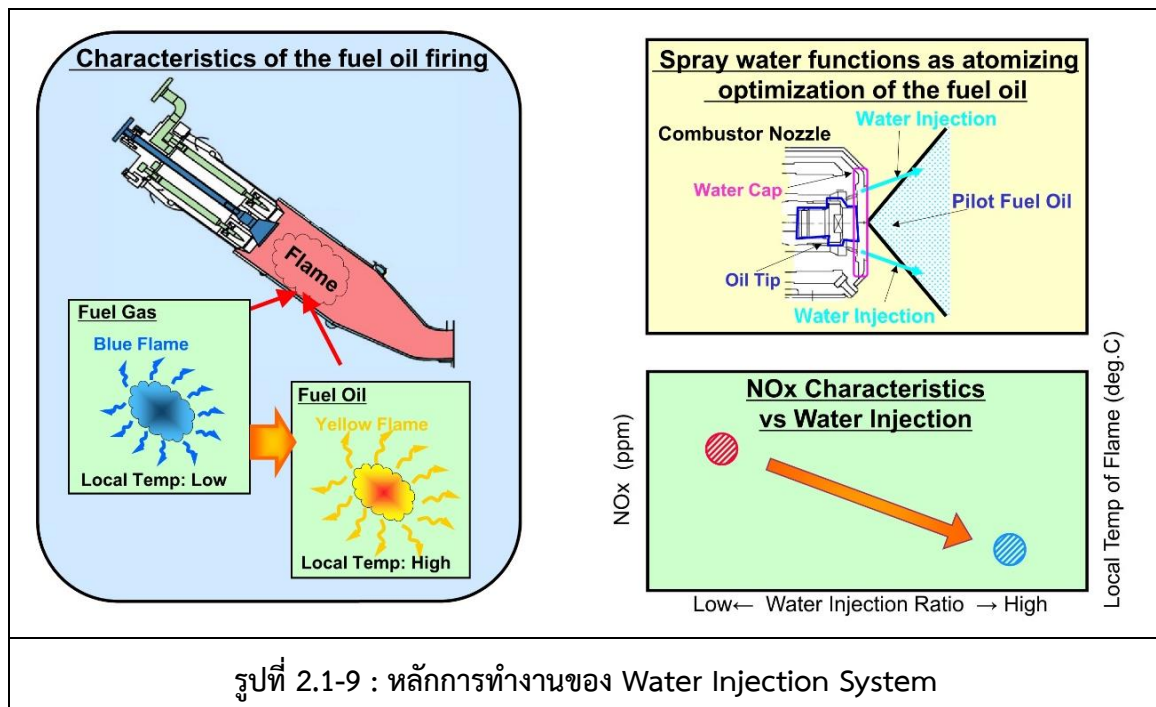 Characteristics of the fuel oil firing
Flame
Fuel Gas
Blue Flame
Local Temp: Low
Fuel Oil
Yellow Flame
Local Temp: High
Spray water functions as atomizing
optimization of the fuel oil
Water Injection
Combustor Nozzle
Water Cap
Pilot Fuel Oil
Oil Tip
Water Injection
NOx Characteristics
vs Water Injection
NOx (ppm)
Local Temp of Flame (deg.C)
Low← Water Injection Ratio → High
รูปที่ 2.1-9 : หลักการทำงานของ Water Injection System